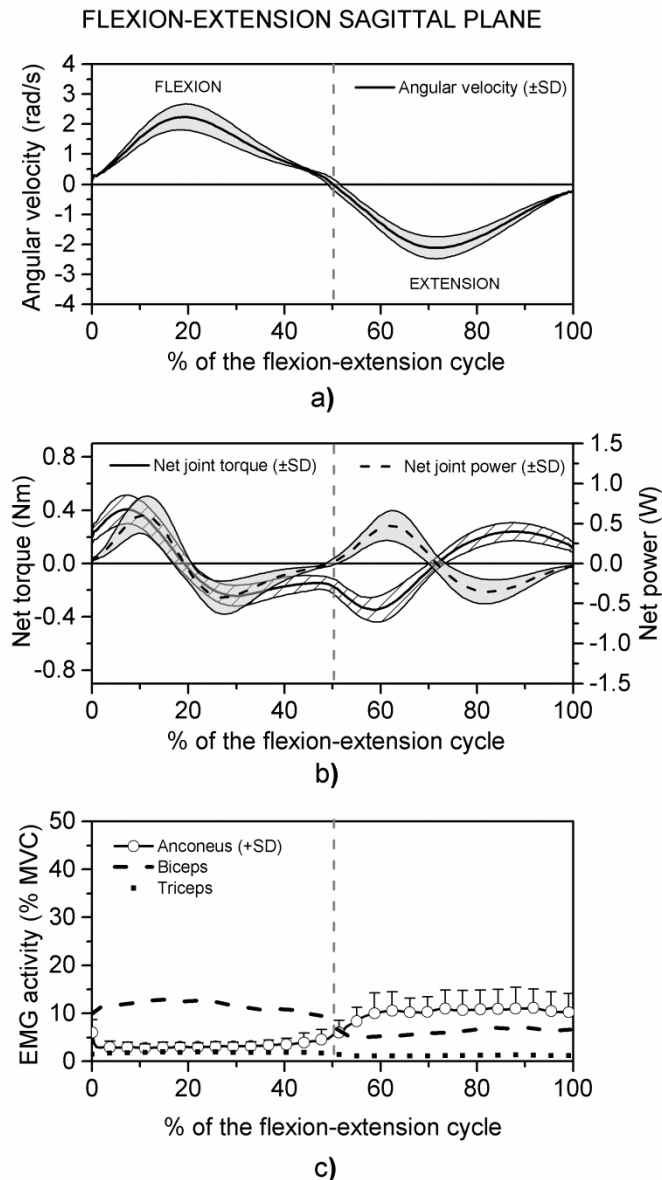 FLEXION-EXTENSION SAGITTAL PLANE
4
3
2
1
0
-1
-2
-3
-4
Angular velocity (rad/s)
FLEXION
Angular velocity (±SD)
EXTENSION
0 20 40 60 80 100
% of the flexion-extension cycle
a)
0.8
0.4
0.0
-0.4
-0.8
Net torque (Nm)
Net joint torque (±SD)
Net joint power (±SD)
1.5
1.0
0.5
0.0
-0.5
-1.0
-1.5
Net power (W)
0 20 40 60 80 100
% of the flexion-extension cycle
b)
50
40
30
20
10
0
EMG activity (% MVC)
Anconeus (+SD)
Biceps
Triceps
0 20 40 60 80 100
% of the flexion-extension cycle
c)